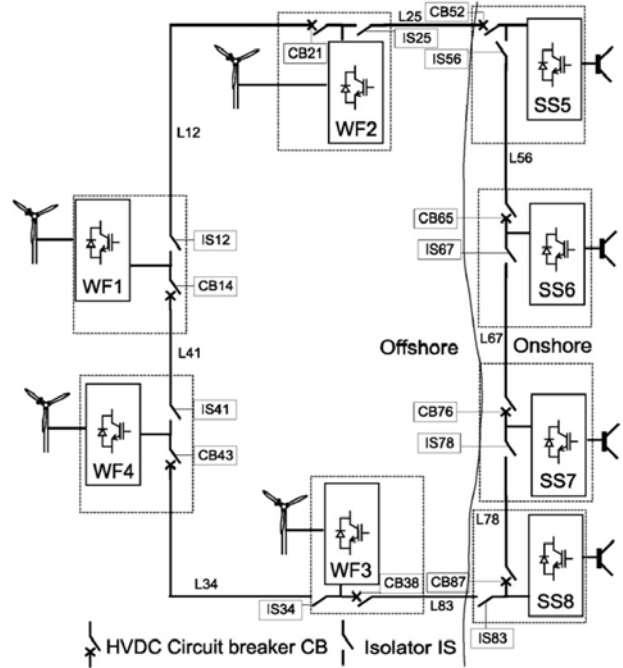 L25
CB52
CB21
IS25
IS56
WF2
SS5
L12
L56
IS12
CB65
WF1
CB14
IS67
SS6
L41
Offshore
L67
Onshore
IS41
CB76
CB43
IS78
WF4
SS7
L78
WF3
CB38
CB87
L34
L83
SS8
IS34
IS83
HVDC Circuit breaker CB
Isolator IS